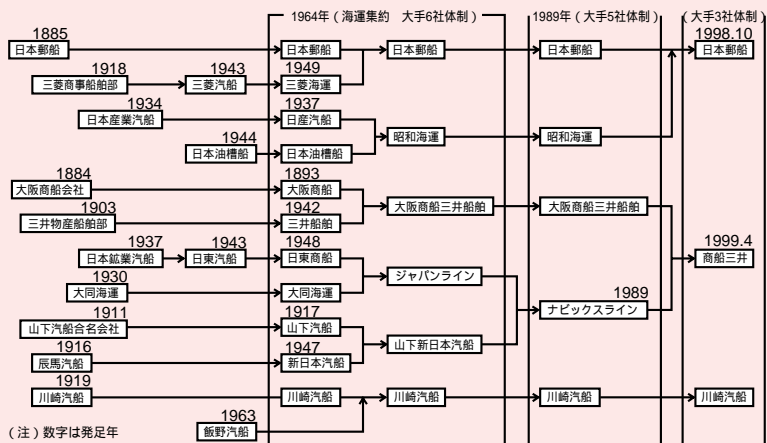 1964年(海運集約 大手6社体制)
1989年(大手5社体制)
(大手3社体制)
1885
日本郵船
日本郵船
日本郵船
日本郵船
1998.10
日本郵船
1918
三菱商事船舶部
1943
三菱汽船
1949
三菱海運
1934
日本産業汽船
1937
日産汽船
昭和海運
昭和海運
1944
日本油槽船
日本油槽船
1884
大阪商船会社
1893
大阪商船
大阪商船三井船舶
大阪商船三井船舶
1903
三井物産船舶部
1942
三井船舶
1937
日本鉱業汽船
1943
日東汽船
1948
日東商船
1999.4
商船三井
ジャパンライン
1930
大同海運
大同海運
1989
ナビックスライン
1911
山下汽船合名会社
1917
山下汽船
山下新日本汽船
1916
辰馬汽船
1947
新日本汽船
1919
川崎汽船
川崎汽船
川崎汽船
川崎汽船
川崎汽船
1963
飯野汽船
(注)数字は発足年